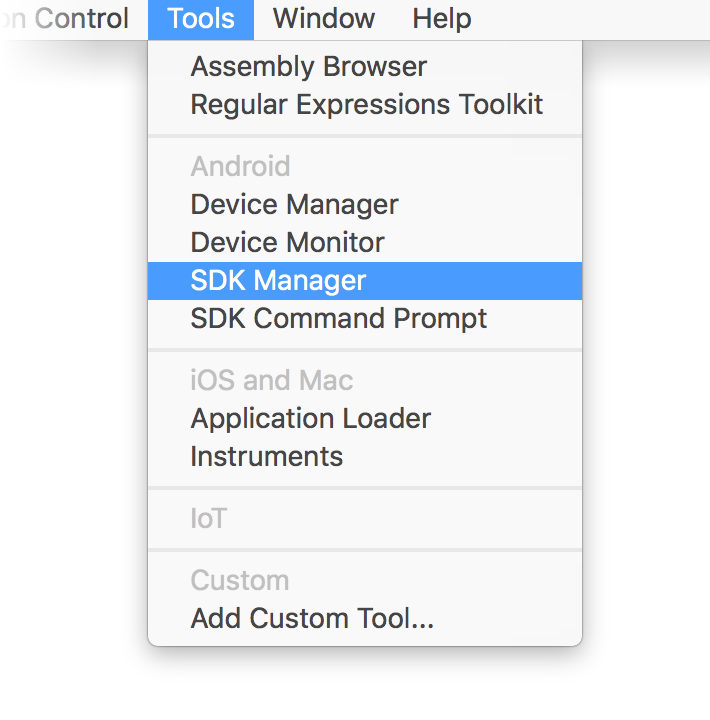 on Control Tools Window Help
Assembly Browser
Regular Expressions Toolkit
Android
Device Manager
Device Monitor
SDK Manager
SDK Command Prompt
iOS and Mac
Application Loader
Instruments
IoT
Custom
Add Custom Tool...